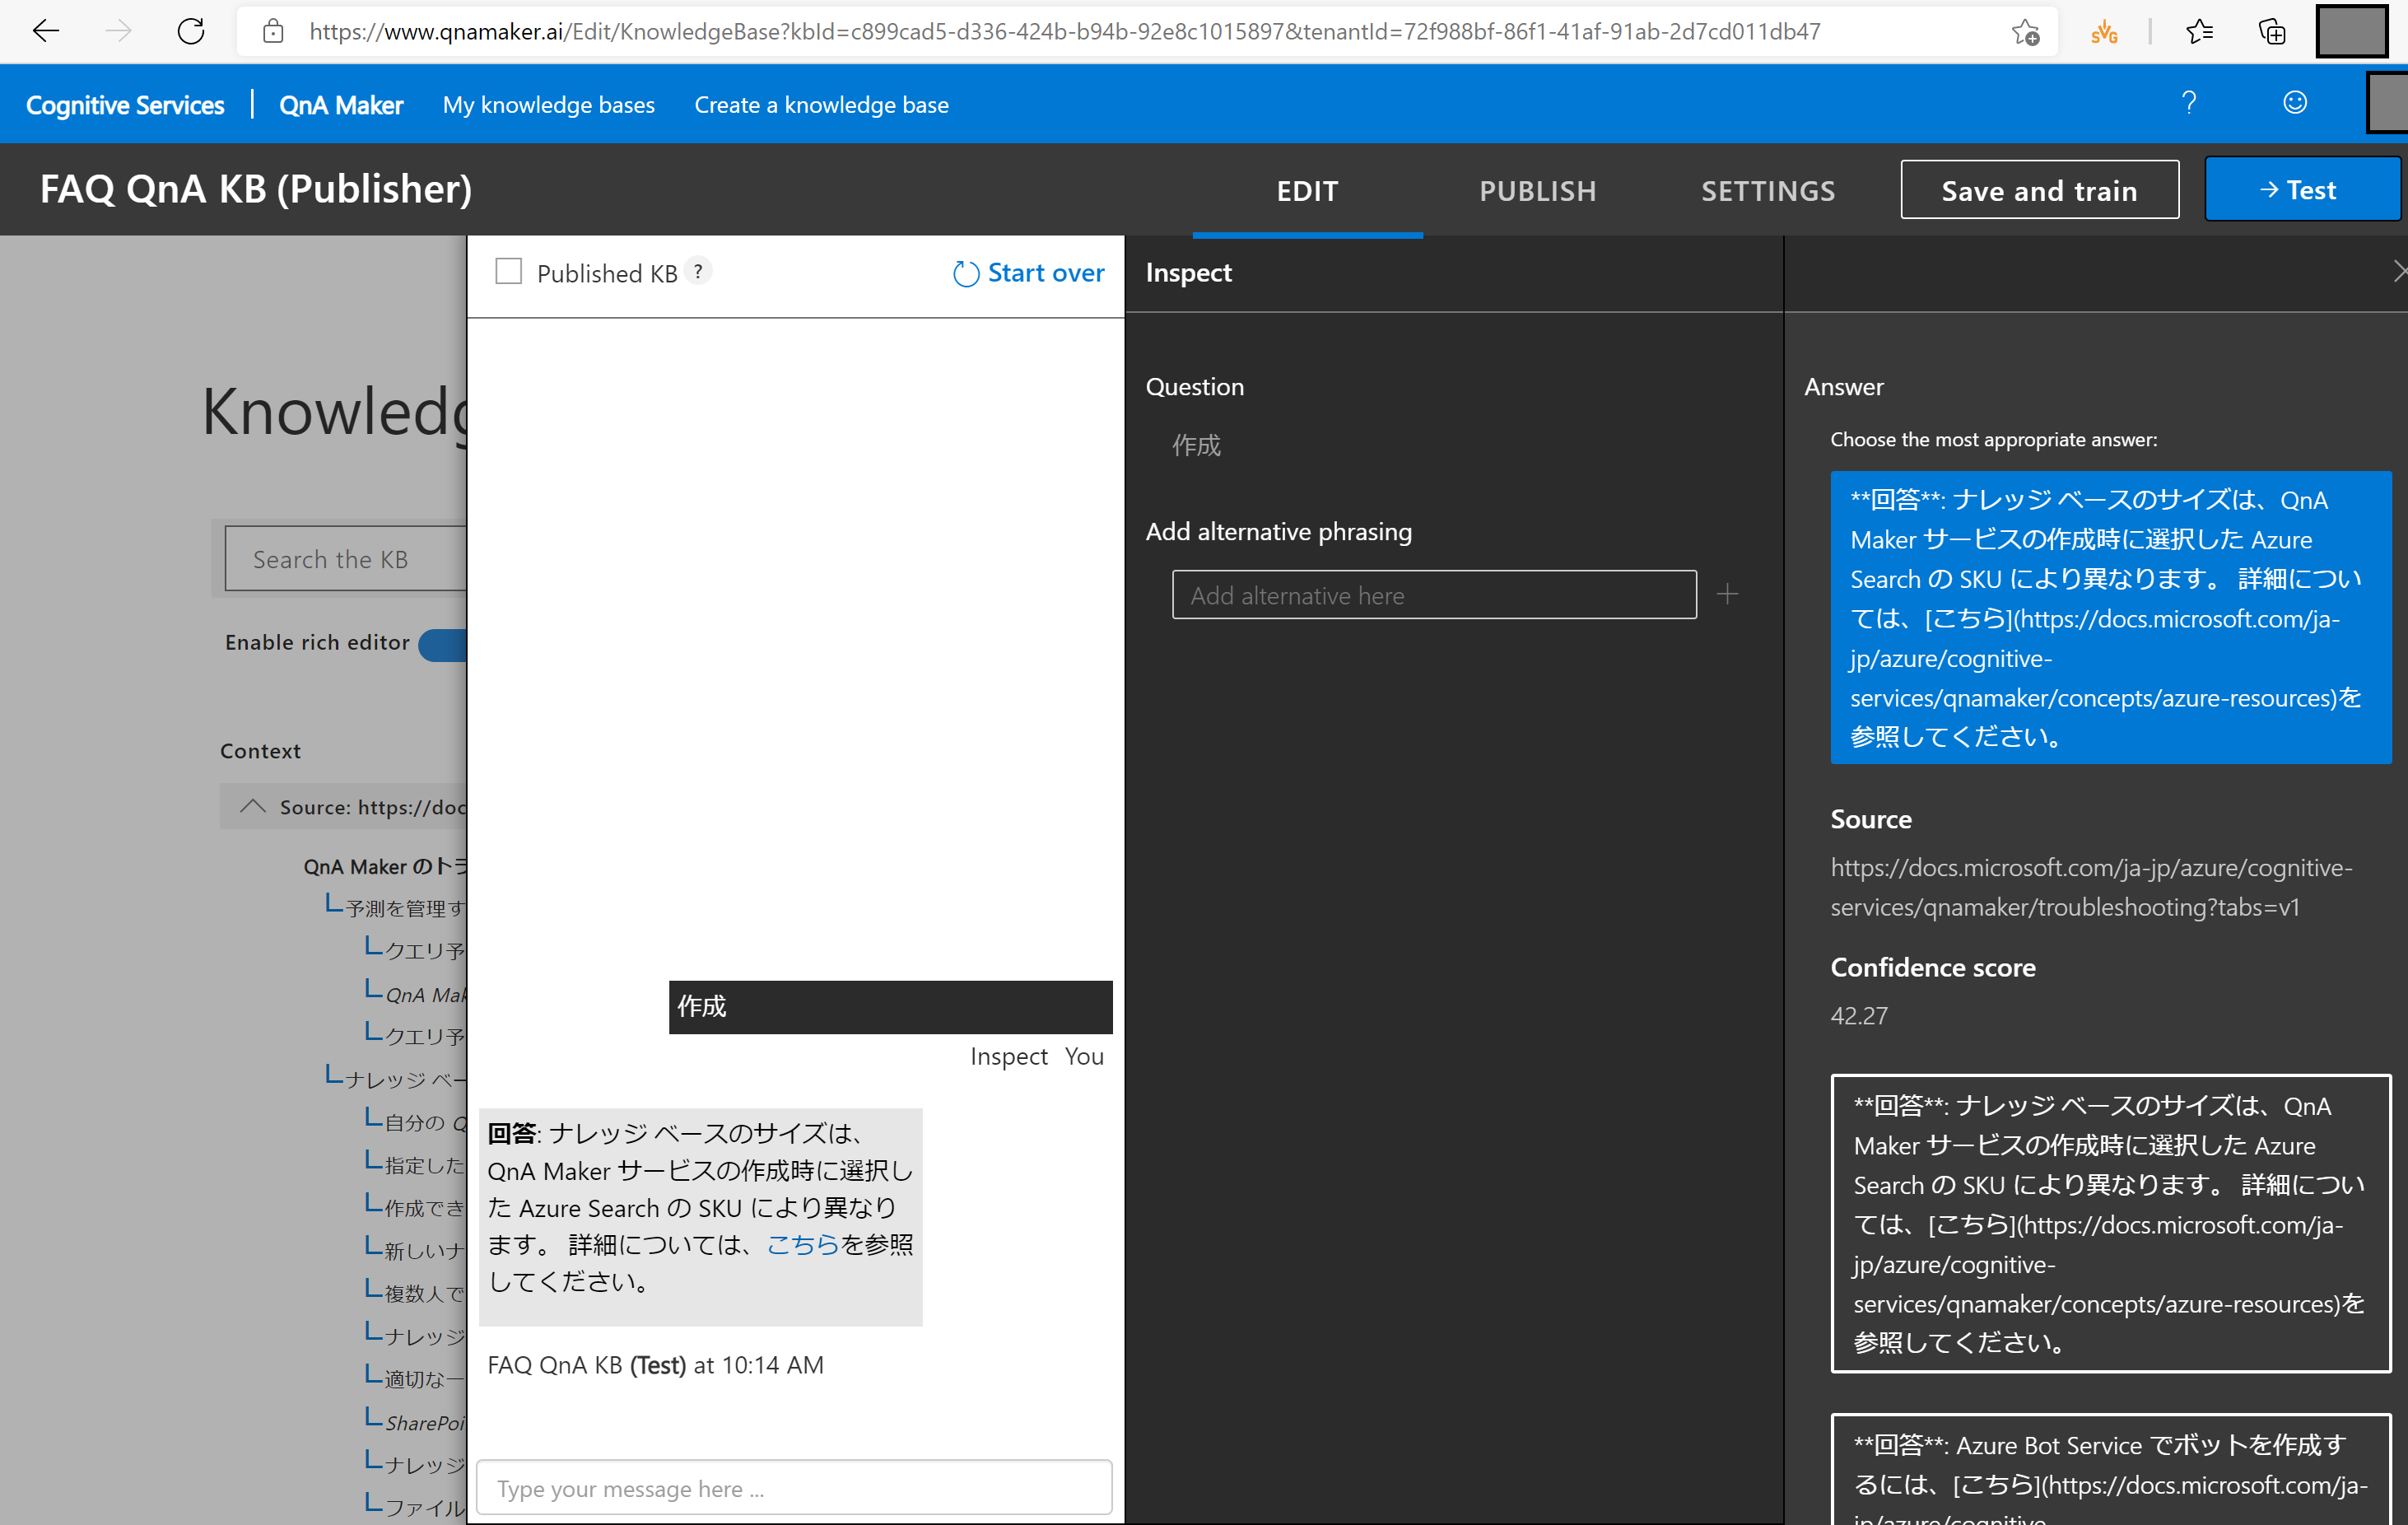 https://www.qnamaker.ai/Edit/KnowledgeBase?kbId=c899cad5-d336-424b-b94b-92e8c1015897&tenantId=72f988bf-86f1-41af-91ab-2d7cd011db47
SVG
Cognitive Services | QnA Maker My knowledge bases Create a knowledge base ?
FAQ QnA KB (Publisher) EDIT PUBLISH SETTINGS Save and train → Test
Knowledg
Search the KB
Enable rich editor
Context
Source: https://doc
QnA Maker のトラ
予測を管理す
クエリ予
QnA Mak
クエリ予
ナレッジ ベー
自分の Q
指定した
作成でき
新しいナ
複数人で
ナレッジ
適切な一
SharePoi
ナレッジ
ファイル
Published KB ?
Start over
作成
Inspect You
回答: ナレッジ ベースのサイズは、
QnA Maker サービスの作成時に選択し
た Azure Search の SKU により異なり
ます。 詳細については、こちらを参照
してください。
FAQ QnA KB (Test) at 10:14 AM
Type your message here ...
Inspect
Question
作成
Add alternative phrasing
Add alternative here
Answer
Choose the most appropriate answer:
**回答**: ナレッジ ベースのサイズは、QnA
Maker サービスの作成時に選択した Azure
Search の SKU により異なります。 詳細につい
ては、[こちら](https://docs.microsoft.com/ja-
jp/azure/cognitive-
services/qnamaker/concepts/azure-resources)を
参照してください。
Source
https://docs.microsoft.com/ja-jp/azure/cognitive-
services/qnamaker/troubleshooting?tabs=v1
Confidence score
42.27
**回答**: ナレッジ ベースのサイズは、QnA
Maker サービスの作成時に選択した Azure
Search の SKU により異なります。 詳細につい
ては、[こちら](https://docs.microsoft.com/ja-
jp/azure/cognitive-
services/qnamaker/concepts/azure-resources)を
参照してください。
**回答**: Azure Bot Service でボットを作成す
るには、[こちら](https://docs.microsoft.com/ja-
jp/azure/cognitive-